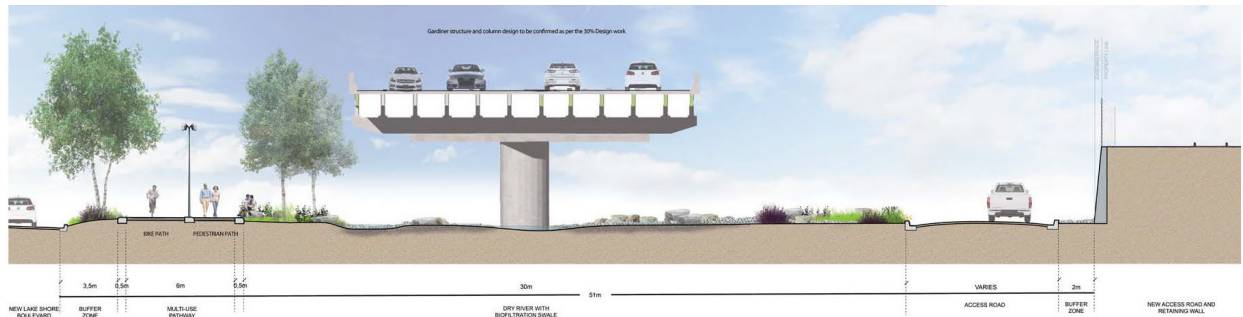 Gardiner structure and column design to be confirmed as per the 30% Design work
PROPERTY LINE
BIKE PATH
PEDESTRIAN PATH
3,5m
0,5m
6m
0,5m
30m
VARIES
2m
51m
NEW LAKE SHORE
BOULEVARD
BUFFER
ZONE
MULTI-USE
PATHWAY
DRY RIVER WITH
BIOFILTRATION SWALE
ACCESS ROAD
BUFFER
ZONE
NEW ACCESS ROAD AND
RETAINING WALL